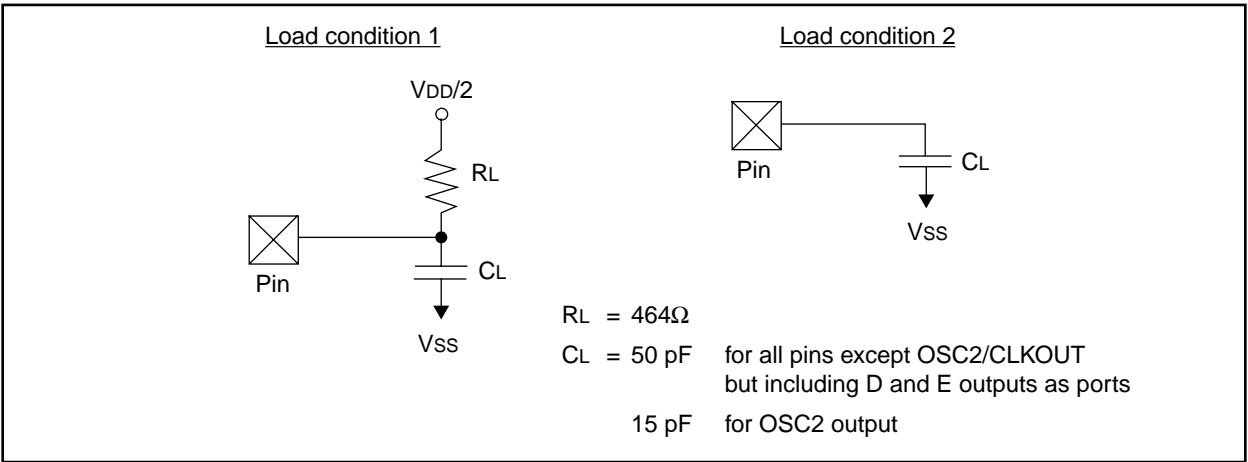 Load condition 1
Load condition 2
VDD/2
RL
Pin
CL
VSS
Pin
CL
VSS
RL = 464Ω
CL = 50 pF for all pins except OSC2/CLKOUT
but including D and E outputs as ports
15 pF for OSC2 output